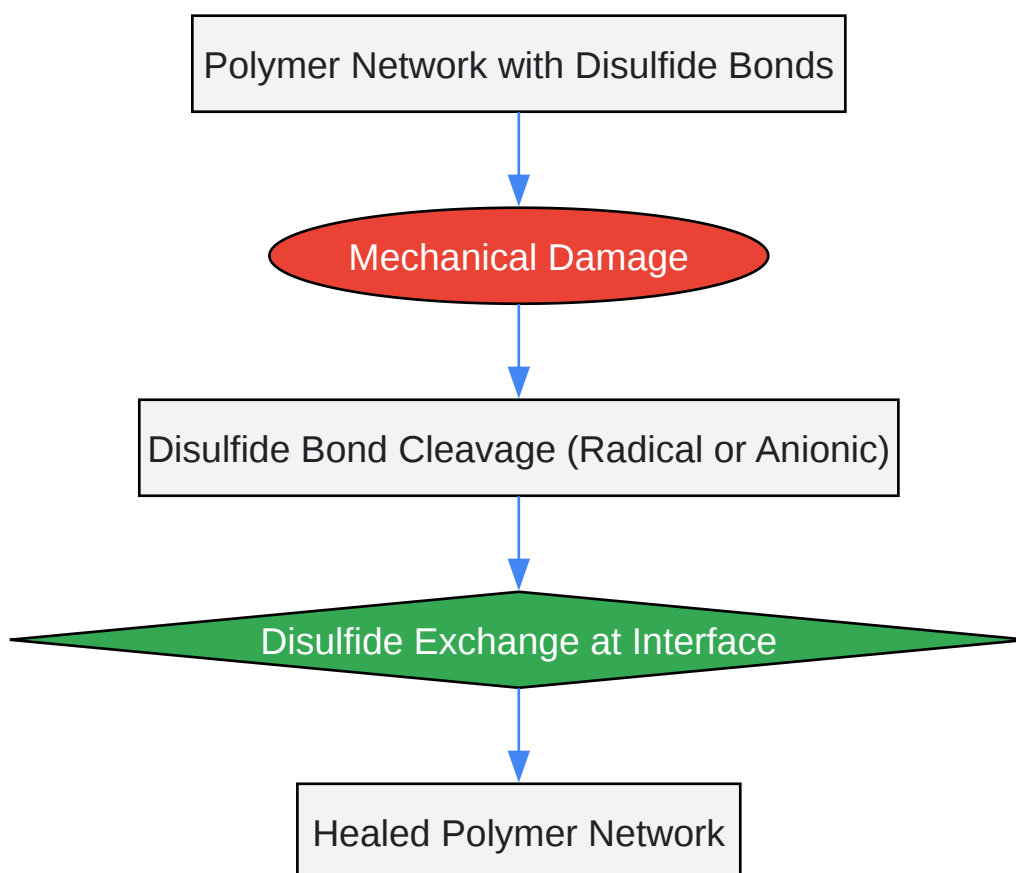 Polymer Network with Disulfide Bonds
Mechanical Damage
Disulfide Bond Cleavage (Radical or Anionic)
Disulfide Exchange at Interface
Healed Polymer Network